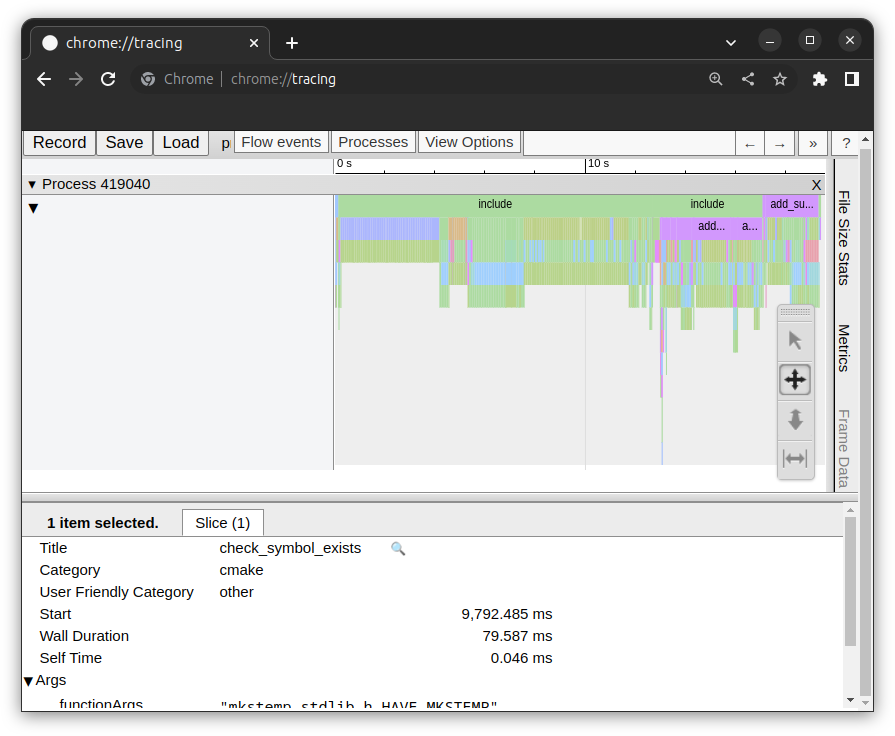 chrome://tracing
Chrome | chrome://tracing
Record Save Load Flow events Processes View Options ← → » ?
0 s 10 s
Process 419040 X
include include add_su...
add... a...
File Size Stats
Metrics
Frame Data
1 item selected. Slice (1)
Title check_symbol_exists
Category cmake
User Friendly Category other
Start 9,792.485 ms
Wall Duration 79.587 ms
Self Time 0.046 ms
Args
functionArgs "mkstemp stdlib.h HAVE_MKSTEMP"